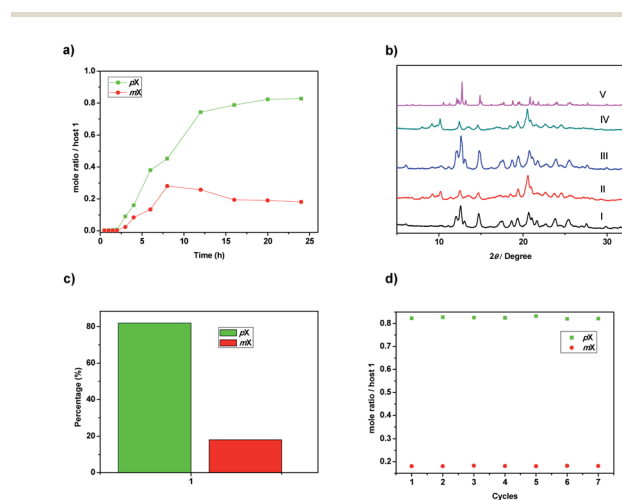 a)
1.0
0.8
0.6
0.4
0.2
0.0
mole ratio / host 1
pX
mX
0 5 10 15 20 25
Time (h)
b)
V
IV
III
II
I
10 20 30
2θ/ Degree
c)
80
60
40
20
0
Percentage (%)
pX
mX
1
d)
0.8
0.7
0.6
0.5
0.4
0.3
0.2
mole ratio / host 1
pX
mX
1 2 3 4 5 6 7
Cycles